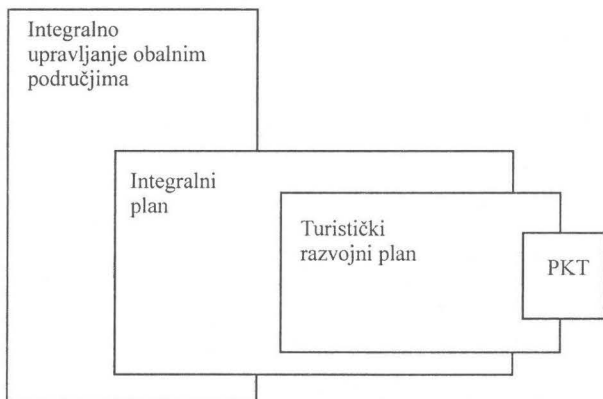 Integralno
upravljanje obalnim
područjima
Integralni
plan
Turistički
razvojni plan
PKT